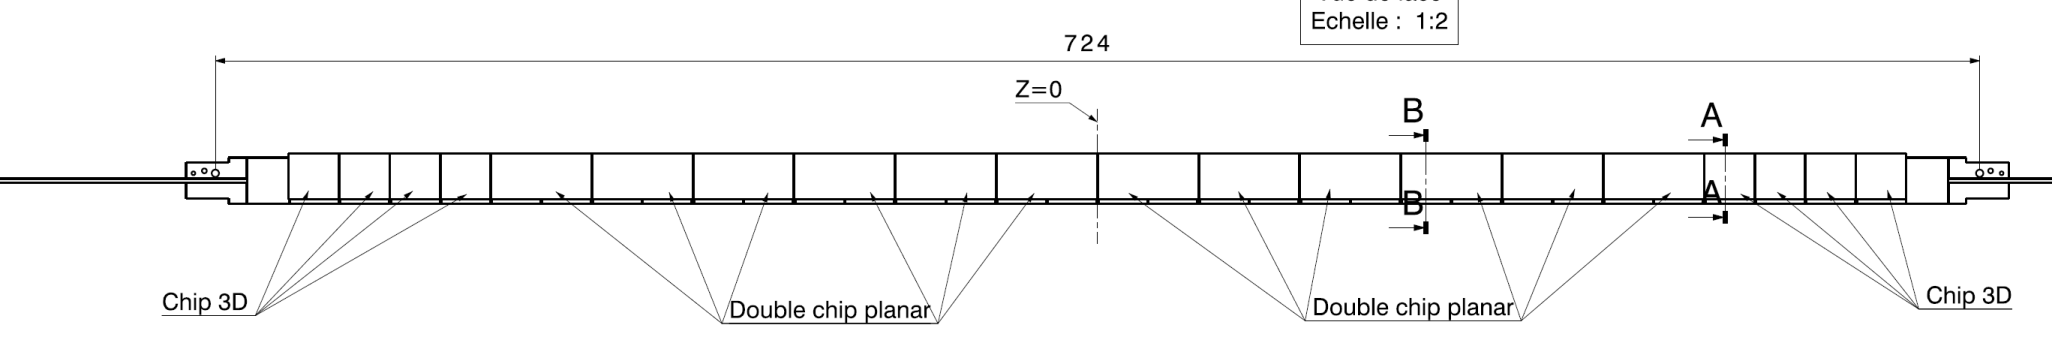 Echelle : 1:2
724
Z=0
B
A
B
A
Chip 3D
Double chip planar
Double chip planar
Chip 3D